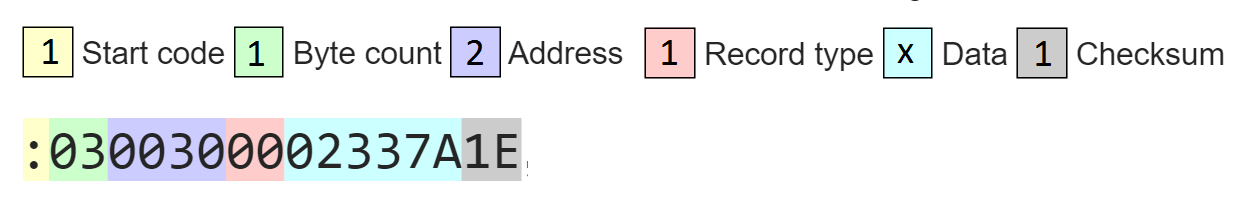 1 Start code 1 Byte count 2 Address 1 Record type x Data 1 Checksum
:0300300002337A1E